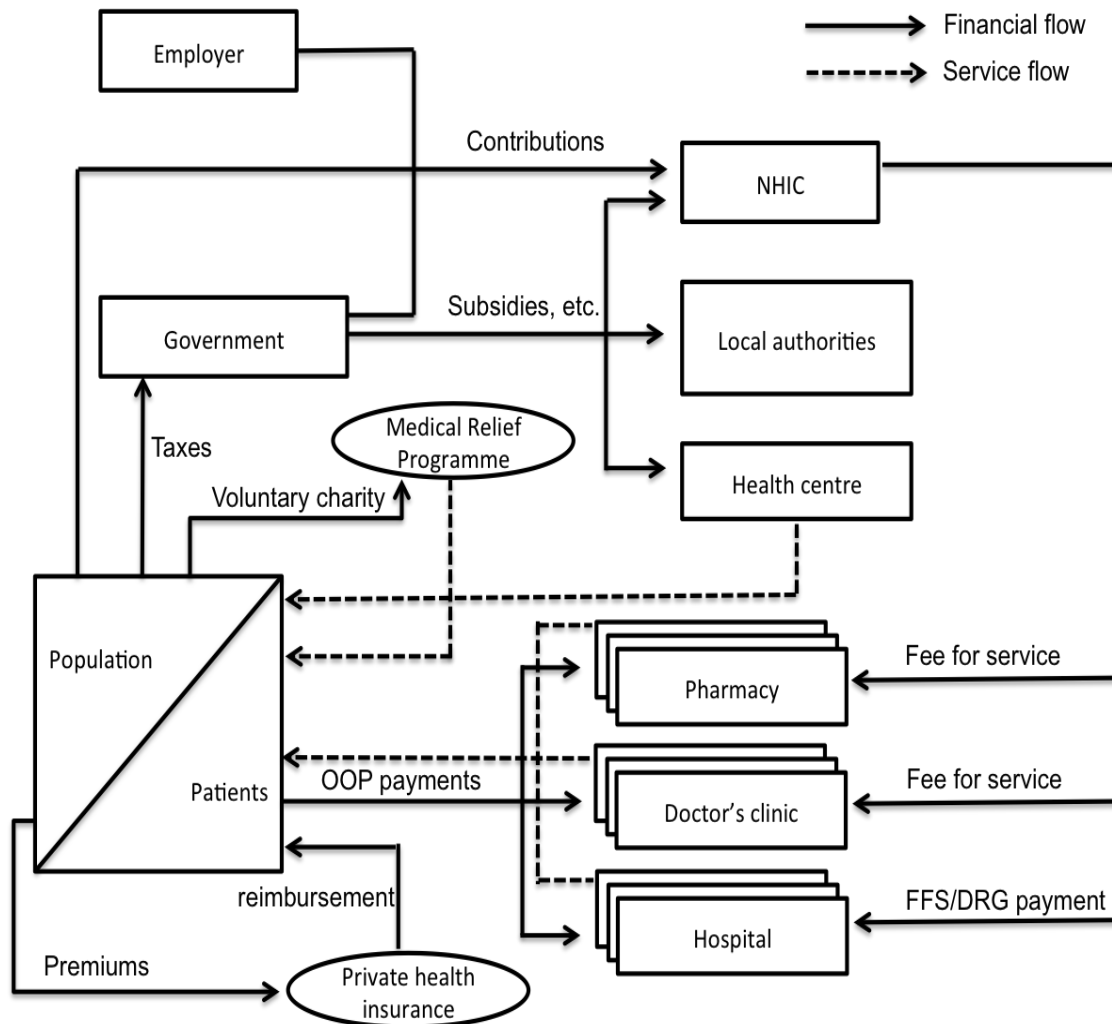 Employer
Financial flow
Service flow
Contributions
NHIC
Government
Subsidies, etc.
Local authorities
Taxes
Medical Relief
Programme
Voluntary charity
Health centre
Population
Patients
OOP payments
Pharmacy
Fee for service
Doctor's clinic
Fee for service
reimbursement
Hospital
FFS/DRG payment
Premiums
Private health
insurance